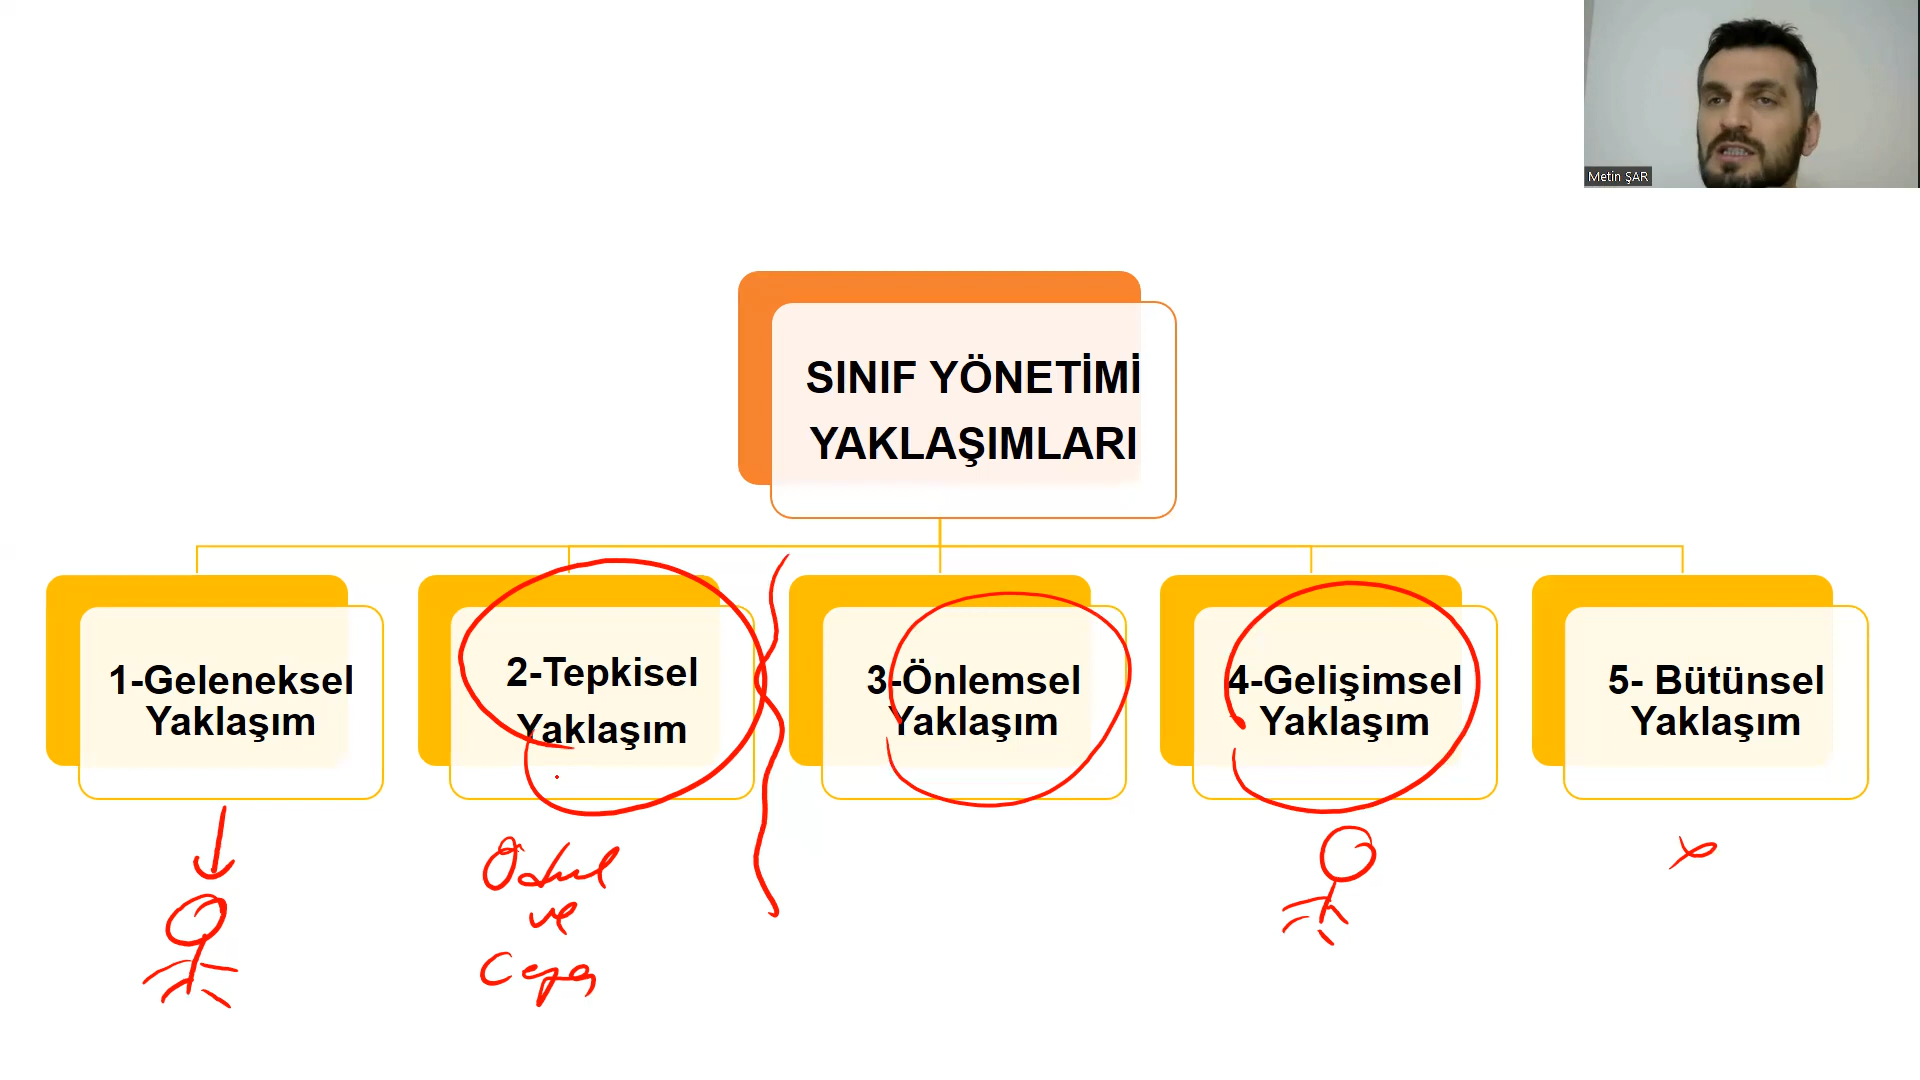 Metin ŞAR
SINIF YÖNETİMİ
YAKLAŞIMLARI
1-Geleneksel
Yaklaşım
2-Tepkisel
Yaklaşım
3-Önlemsel
Yaklaşım
4-Gelişimsel
Yaklaşım
5- Bütünsel
Yaklaşım
Ödül
ve
Ceza